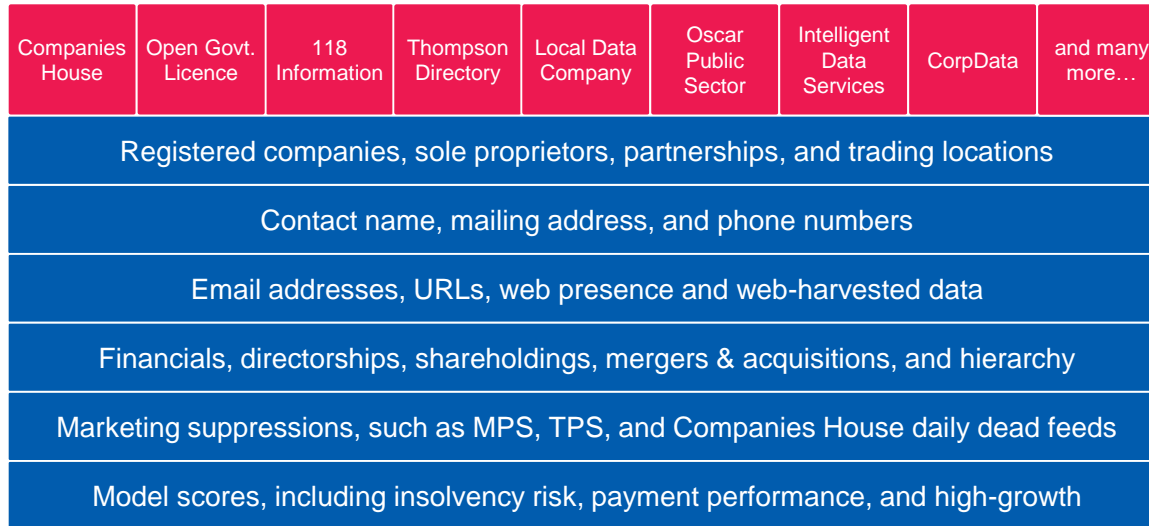 Companies
House
Open Govt.
Licence
118
Information
Thompson
Directory
Local Data
Company
Oscar
Public
Sector
Intelligent
Data
Services
CorpData
and many
more…
Registered companies, sole proprietors, partnerships, and trading locations
Contact name, mailing address, and phone numbers
Email addresses, URLs, web presence and web-harvested data
Financials, directorships, shareholdings, mergers & acquisitions, and hierarchy
Marketing suppressions, such as MPS, TPS, and Companies House daily dead feeds
Model scores, including insolvency risk, payment performance, and high-growth